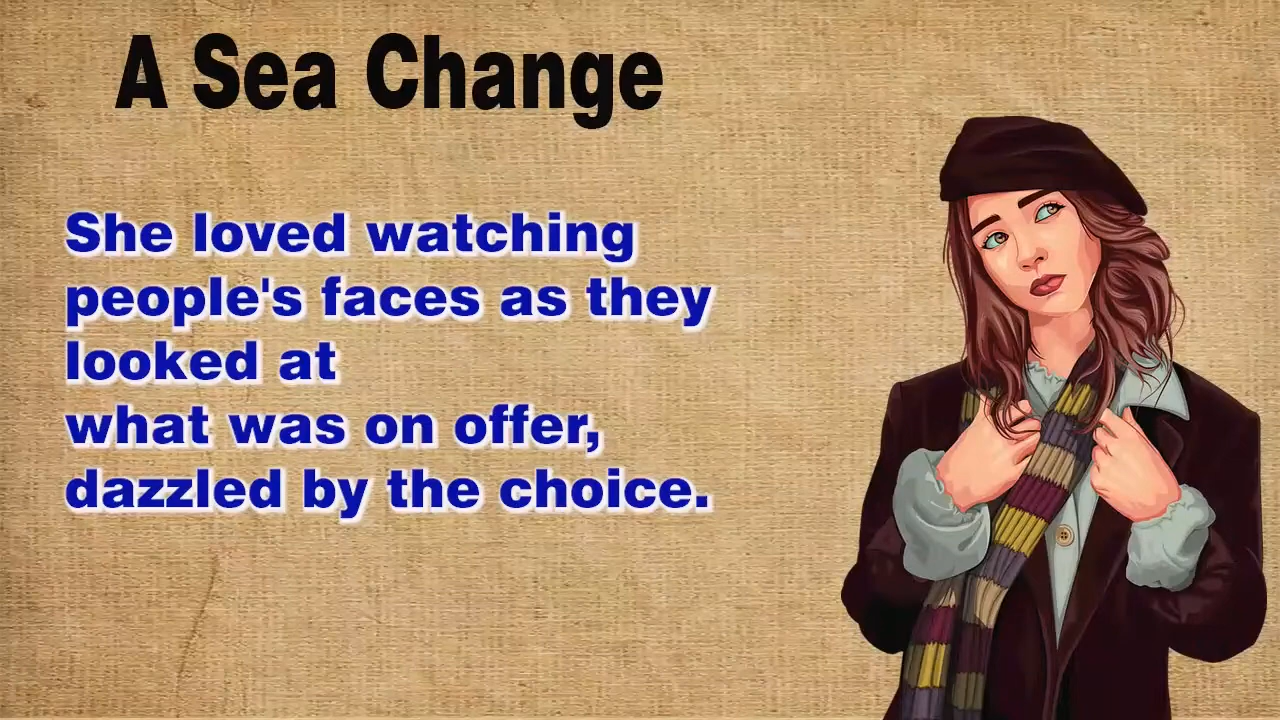 A Sea Change
She loved watching
people's faces as they
looked at
what was on offer,
dazzled by the choice.